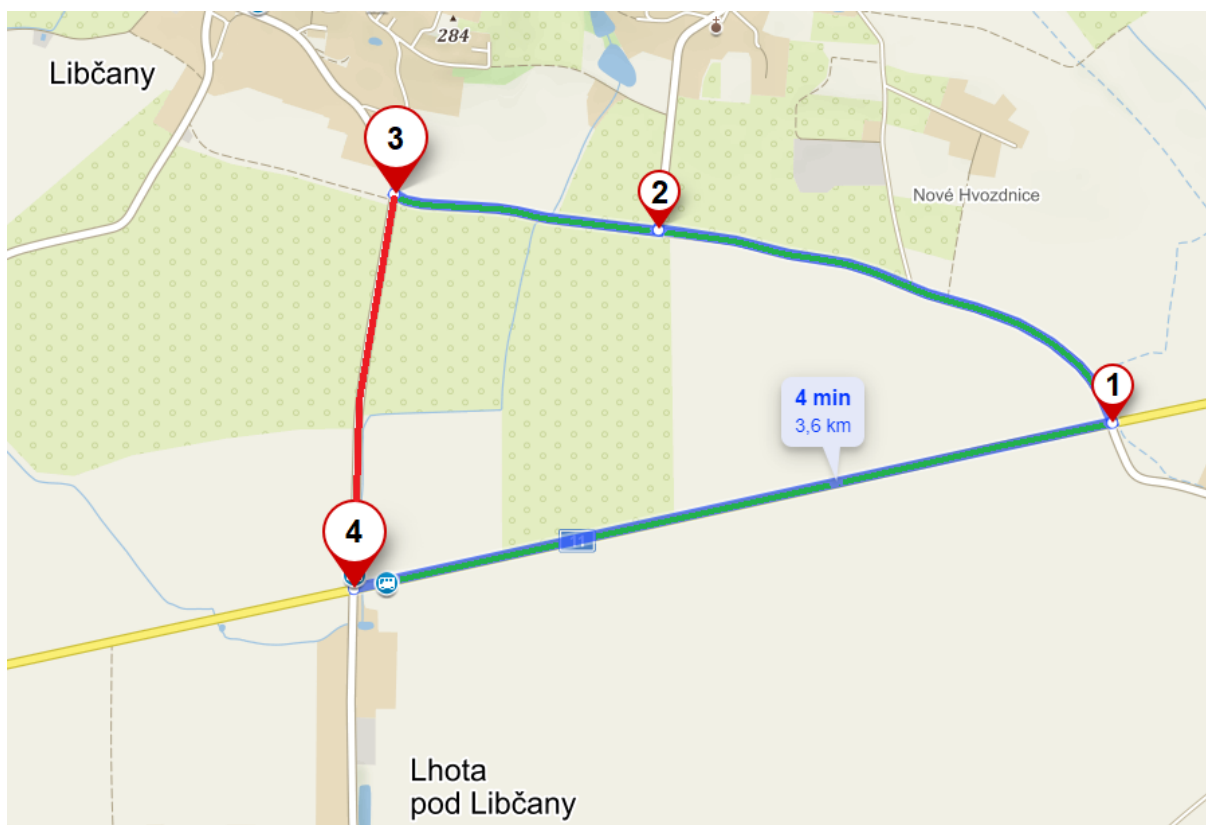 284
Libčany
3
2
Nové Hvozdnice
1
4 min
3,6 km
4
11
Lhota
pod Libčany